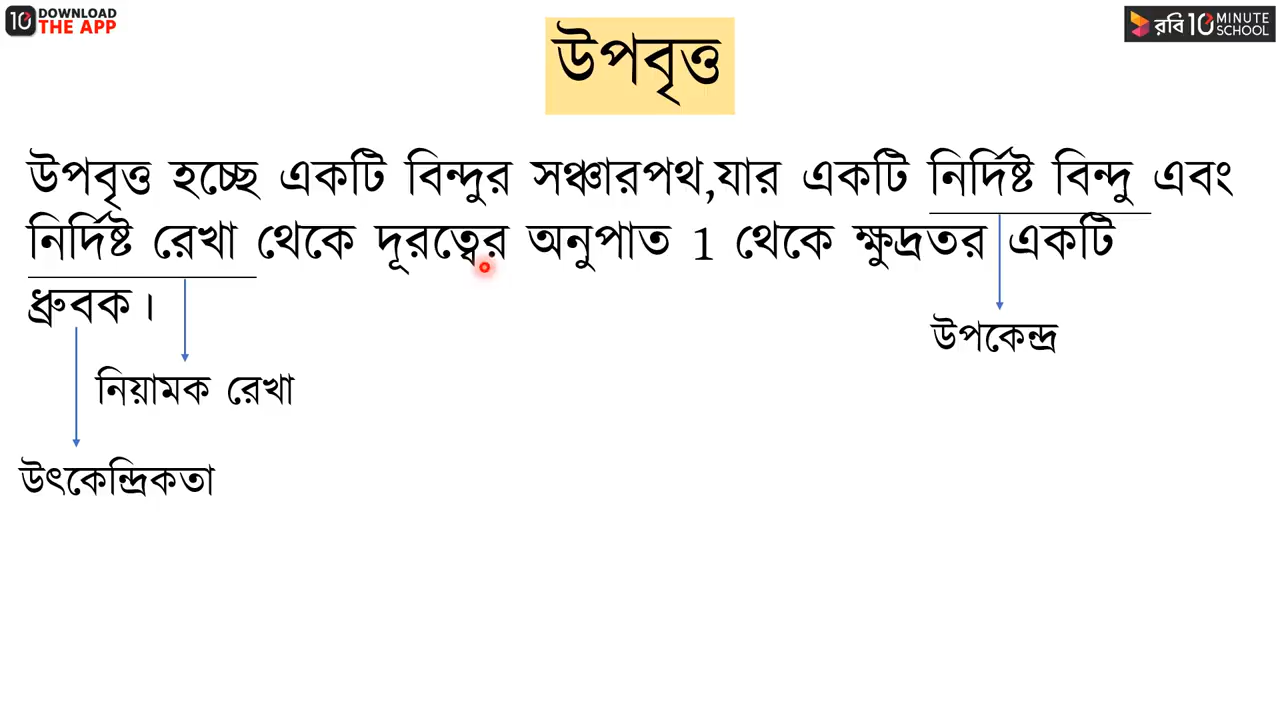 10 DOWNLOAD
THE APP
রবি 10 MINUTE
SCHOOL
উপবৃত্ত
উপবৃত্ত হচ্ছে একটি বিন্দুর সঞ্চারপথ,যার একটি নির্দিষ্ট বিন্দু এবং
নির্দিষ্ট রেখা থেকে দূরত্বের অনুপাত 1 থেকে ক্ষুদ্রতর একটি
ধ্রুবক।
উপকেন্দ্র
নিয়ামক রেখা
উৎকেন্দ্রিকতা